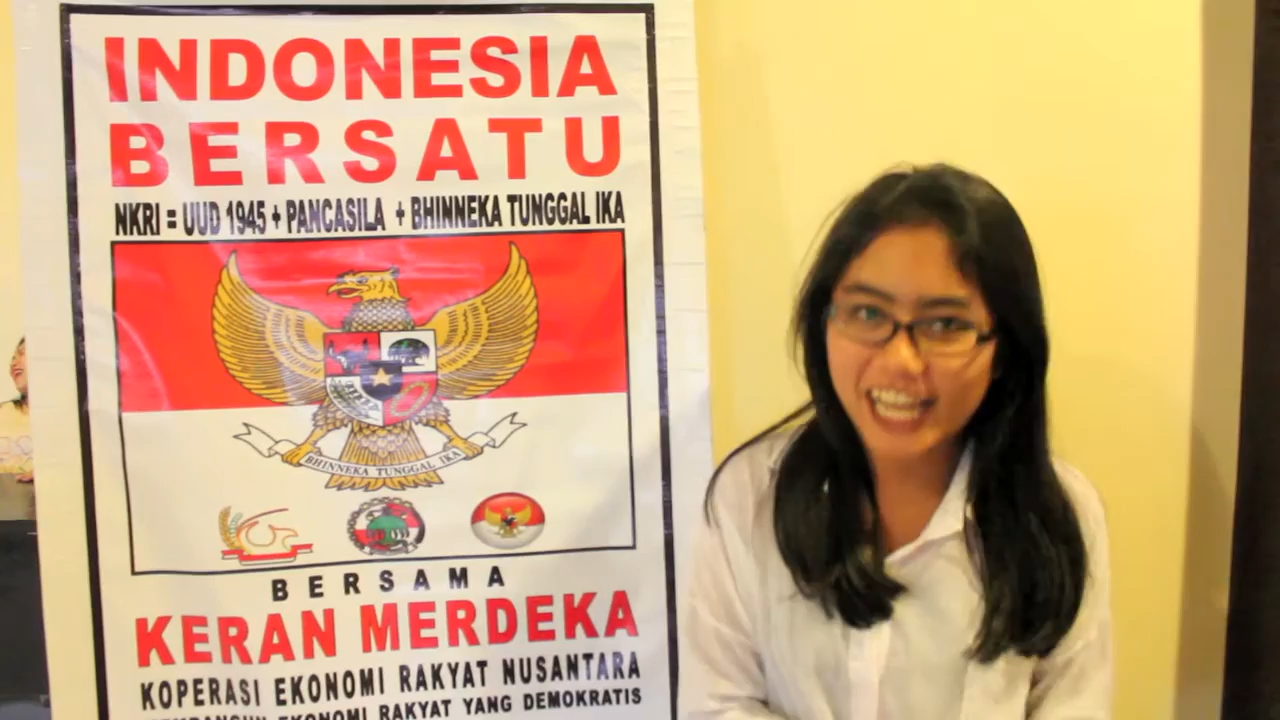 INDONESIA
BERSATU
NKRI = UUD 1945 + PANCASILA + BHINNEKA TUNGGAL IKA
BHINNEKA TUNGGAL IKA
BERSAMA
KERAN MERDEKA
KOPERASI EKONOMI RAKYAT NUSANTARA
EKONOMI RAKYAT YANG DEMOKRATIS